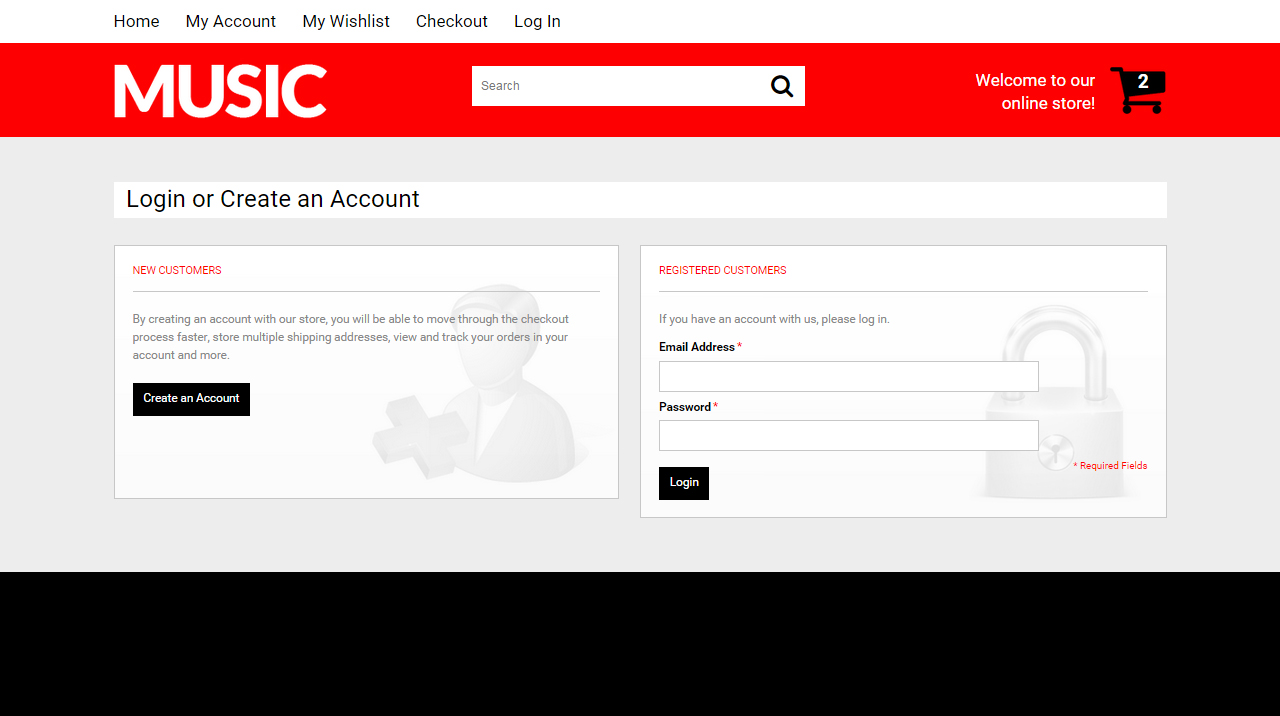 Home My Account My Wishlist Checkout Log In
MUSIC
Search
Welcome to our
online store!
2
Login or Create an Account
NEW CUSTOMERS
By creating an account with our store, you will be able to move through the checkout
process faster, store multiple shipping addresses, view and track your orders in your
account and more.
Create an Account
REGISTERED CUSTOMERS
If you have an account with us, please log in.
Email Address *
Password *
* Required Fields
Login